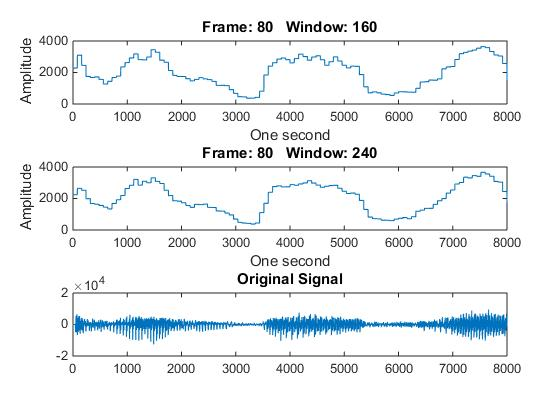 Frame: 80 Window: 160
4000
2000
0
Amplitude
0 1000 2000 3000 4000 5000 6000 7000 8000
One second
Frame: 80 Window: 240
4000
2000
0
Amplitude
0 1000 2000 3000 4000 5000 6000 7000 8000
One second
Original Signal
×10⁴
2
0
-2
0 1000 2000 3000 4000 5000 6000 7000 8000